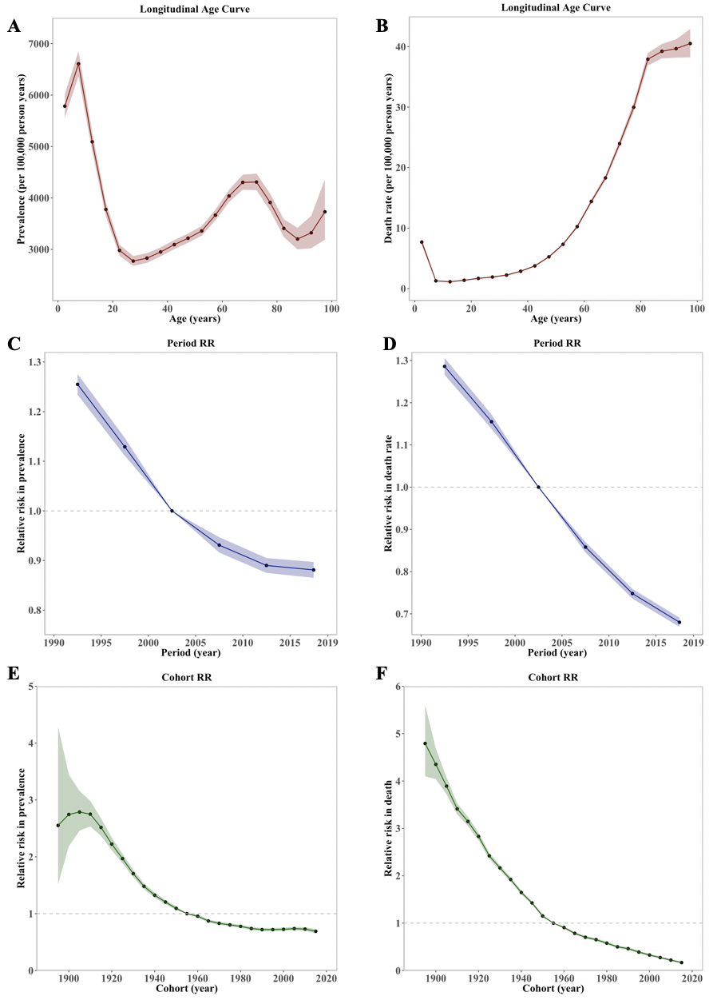 A
Longitudinal Age Curve
Prevalence (per 100,000 person years)
7000
6000
5000
4000
3000
0 20 40 60 80 100
Age (years)
B
Longitudinal Age Curve
Death rate (per 100,000 person years)
40
30
20
10
0
0 20 40 60 80 100
Age (years)
C
Period RR
Relative risk in prevalence
1.3
1.2
1.1
1.0
0.9
0.8
1990 1995 2000 2005 2010 2015 2019
Period (year)
D
Period RR
Relative risk in death rate
1.3
1.2
1.1
1.0
0.9
0.8
0.7
1990 1995 2000 2005 2010 2015 2019
Period (year)
E
Cohort RR
Relative risk in prevalence
5
4
3
2
1
0
1900 1920 1940 1960 1980 2000 2020
Cohort (year)
F
Cohort RR
Relative risk in death
6
5
4
3
2
1
0
1900 1920 1940 1960 1980 2000 2020
Cohort (year)